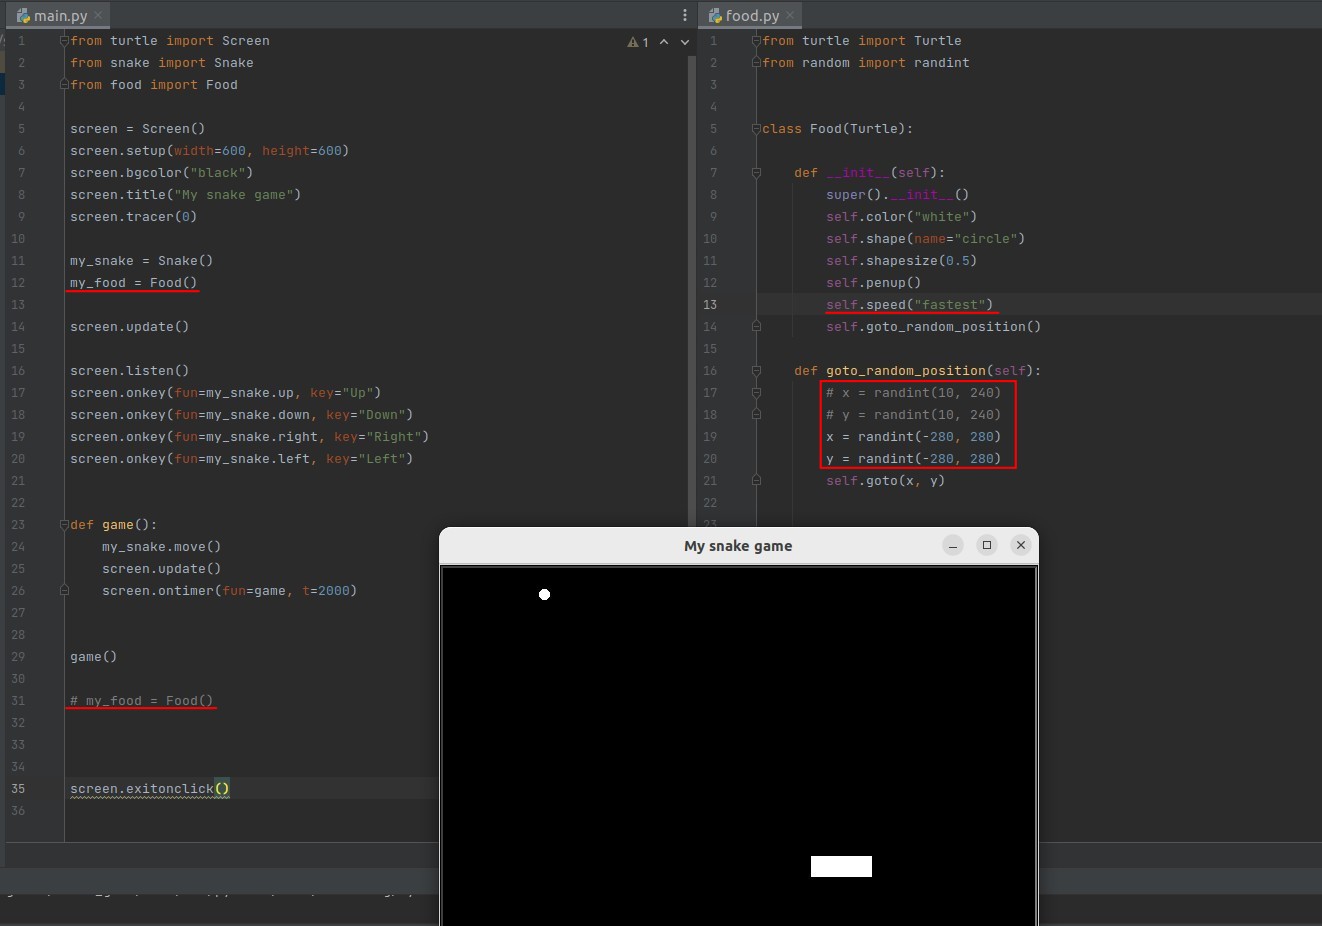 main.py
1 from turtle import Screen
2 from snake import Snake
3 from food import Food
4
5 screen = Screen()
6 screen.setup(width=600, height=600)
7 screen.bgcolor("black")
8 screen.title("My snake game")
9 screen.tracer(0)
10
11 my_snake = Snake()
12 my_food = Food()
13
14 screen.update()
15
16 screen.listen()
17 screen.onkey(fun=my_snake.up, key="Up")
18 screen.onkey(fun=my_snake.down, key="Down")
19 screen.onkey(fun=my_snake.right, key="Right")
20 screen.onkey(fun=my_snake.left, key="Left")
21
22
23 def game():
24 my_snake.move()
25 screen.update()
26 screen.ontimer(fun=game, t=2000)
27
28
29 game()
30
31 # my_food = Food()
32
33
34
35 screen.exitonclick()
36
1
food.py
1 from turtle import Turtle
2 from random import randint
3
4
5 class Food(Turtle):
6
7 def __init__(self):
8 super().__init__()
9 self.color("white")
10 self.shape(name="circle")
11 self.shapesize(0.5)
12 self.penup()
13 self.speed("fastest")
14 self.goto_random_position()
15
16 def goto_random_position(self):
17 # x = randint(10, 240)
18 # y = randint(10, 240)
19 x = randint(-280, 280)
20 y = randint(-280, 280)
21 self.goto(x, y)
22
23
My snake game